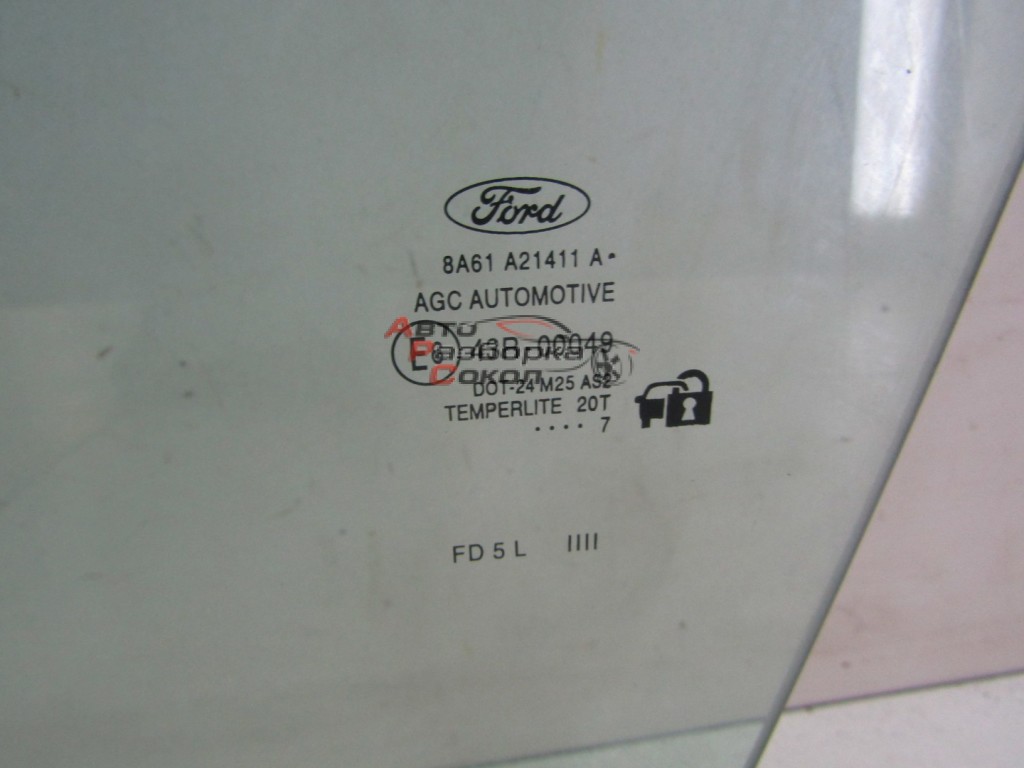 Ford
8A61 A21411 A
AGC AUTOMOTIVE
Авто
Разборка
Сокол
43R-00049
DOT-24 M25 AS2
TEMPERLITE 20T
.... 7
FD 5 L IIII